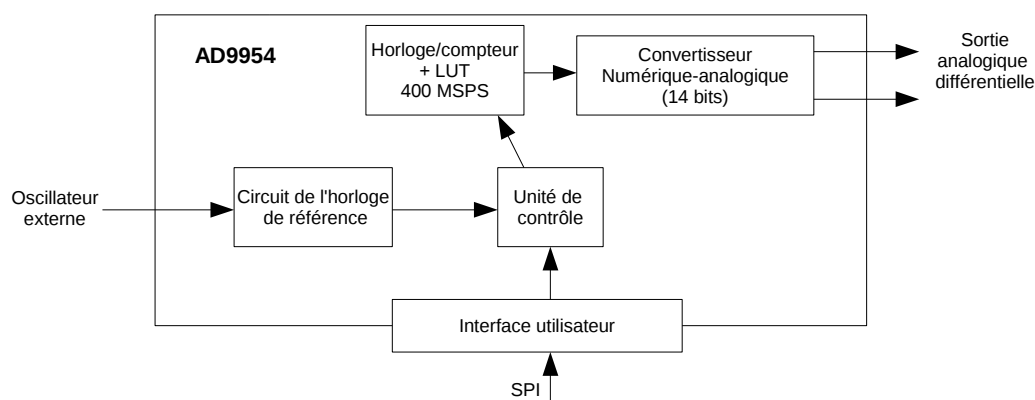 AD9954
Horloge/compteur
+ LUT
400 MSPS
Convertisseur
Numérique-analogique
(14 bits)
Sortie
analogique
différentielle
Oscillateur
externe
Circuit de l'horloge
de référence
Unité de
contrôle
Interface utilisateur
SPI